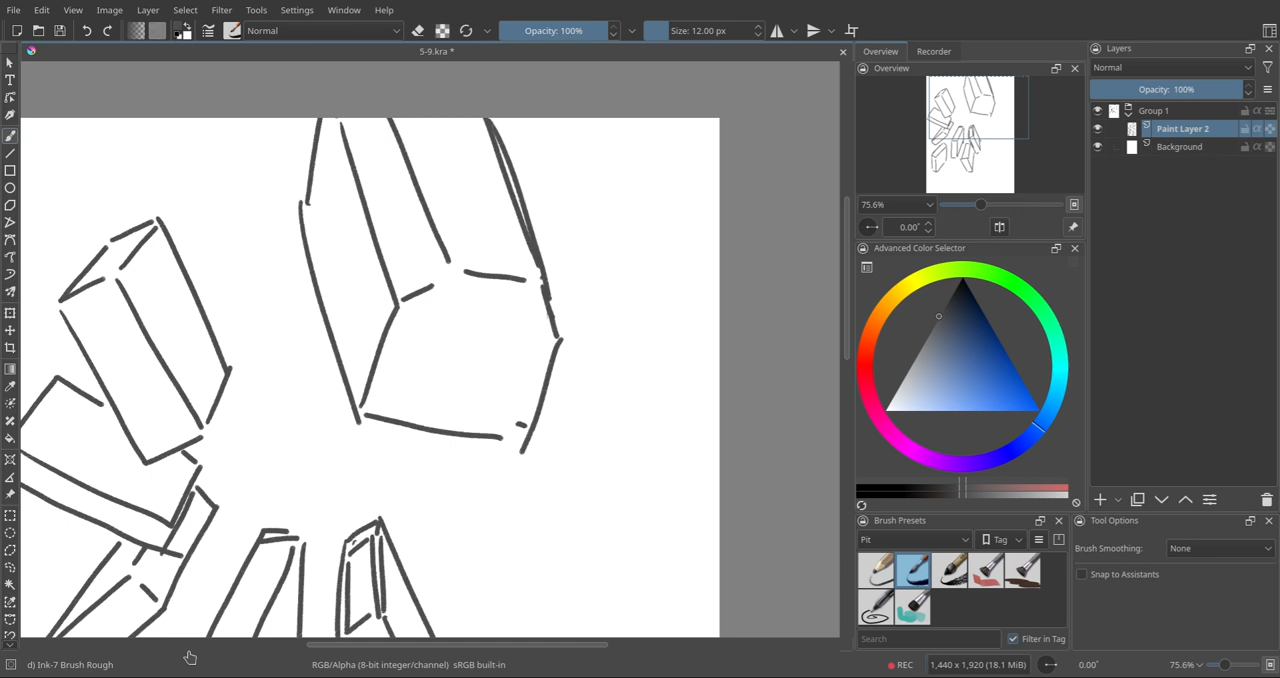 File Edit View Image Layer Select Filter Tools Settings Window Help
Normal Opacity: 100% Size: 12.00 px
5-9.kra *
Overview Recorder
Overview
75.6%
0.00°
Advanced Color Selector
Brush Presets
Pit Tag
Search Filter in Tag
Layers
Normal
Opacity: 100%
Group 1
Paint Layer 2
Background
Tool Options
Brush Smoothing: None
Snap to Assistants
d) Ink-7 Brush Rough RGB/Alpha (8-bit integer/channel) sRGB built-in REC 1,440 x 1,920 (18.1 MiB) 0.00° 75.6%